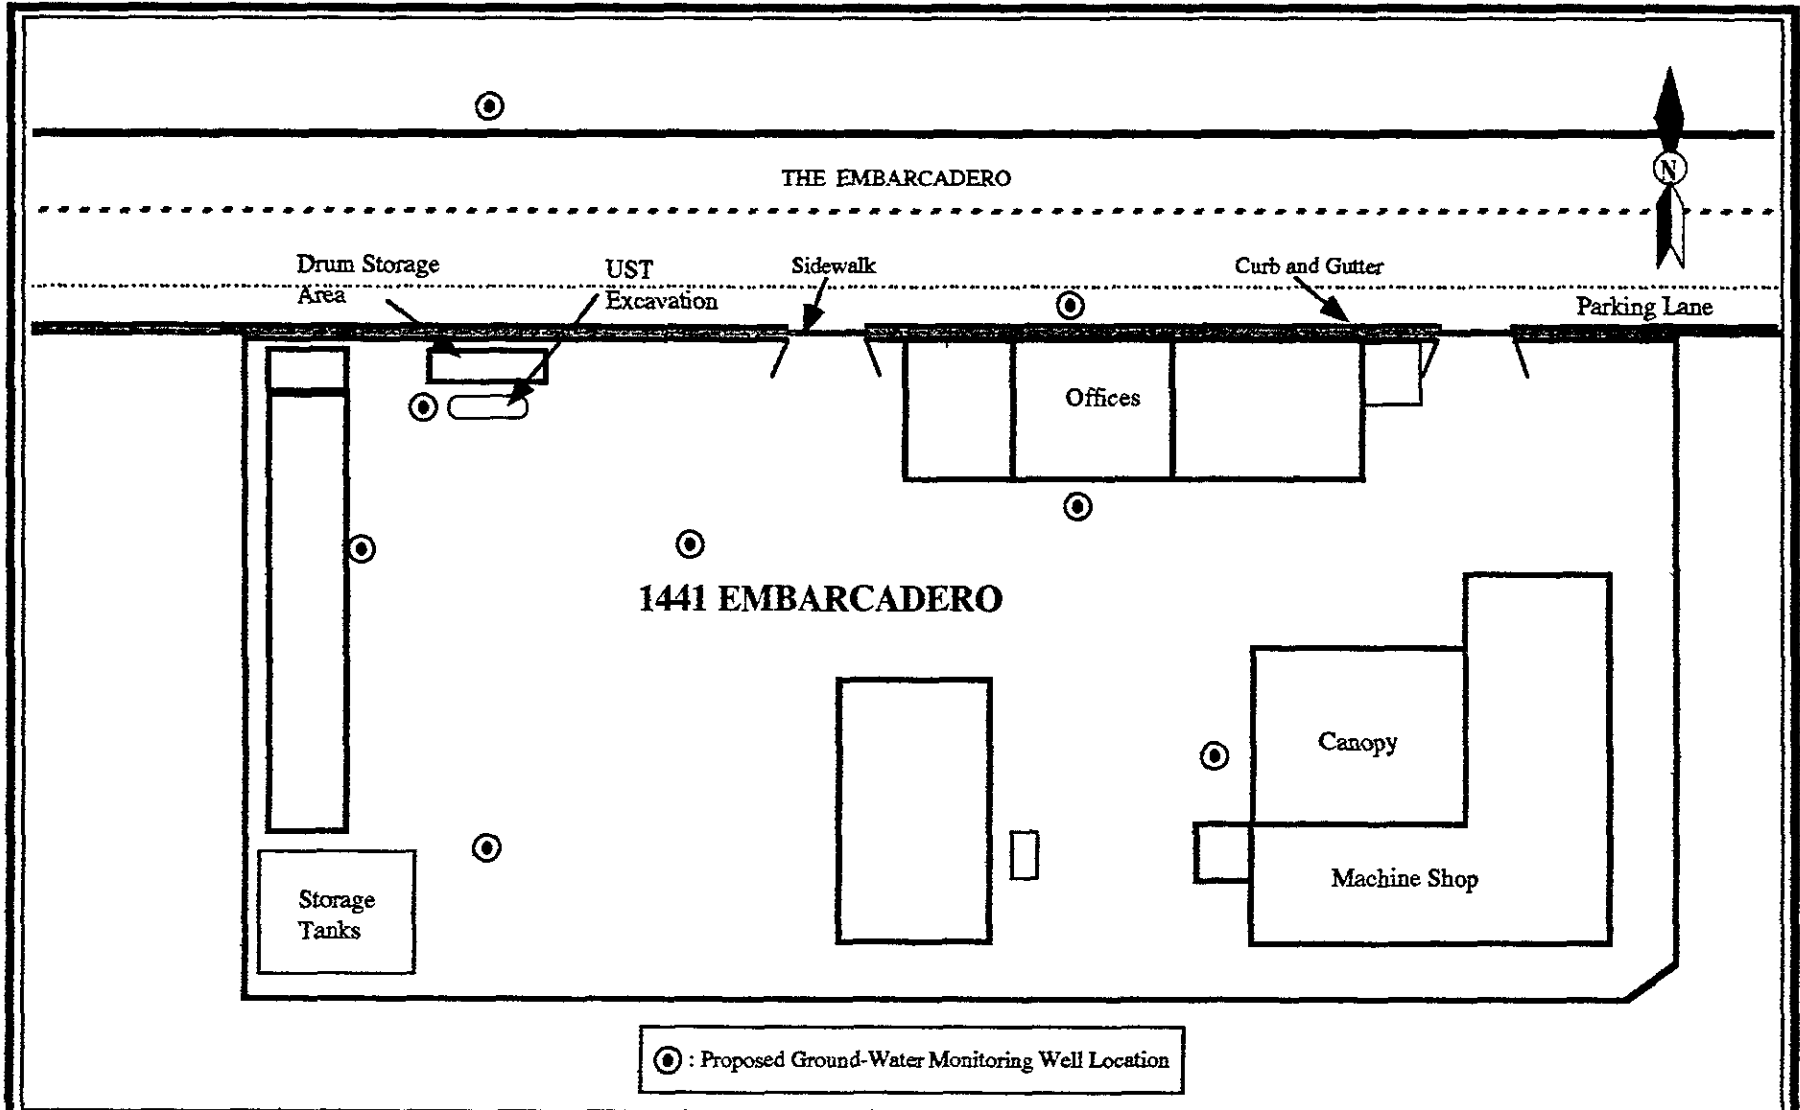 THE EMBARCADERO
N
Drum Storage
Area
UST
Excavation
Sidewalk
Curb and Gutter
Parking Lane
Offices
1441 EMBARCADERO
Canopy
Machine Shop
Storage
Tanks
: Proposed Ground-Water Monitoring Well Location